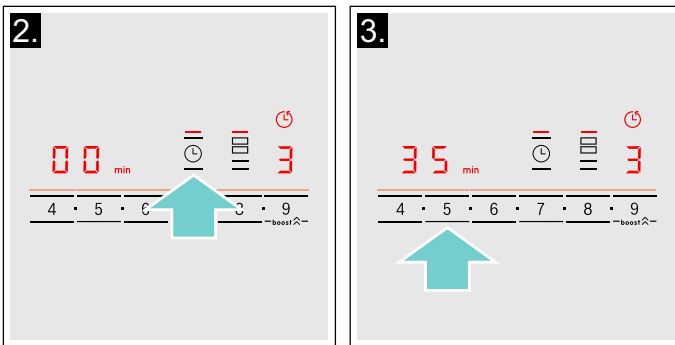 2.
00 min 3
4 · 5 · 6 8 · 9
boost
3.
35 min 3
4 · 5 · 6 · 7 · 8 · 9
boost